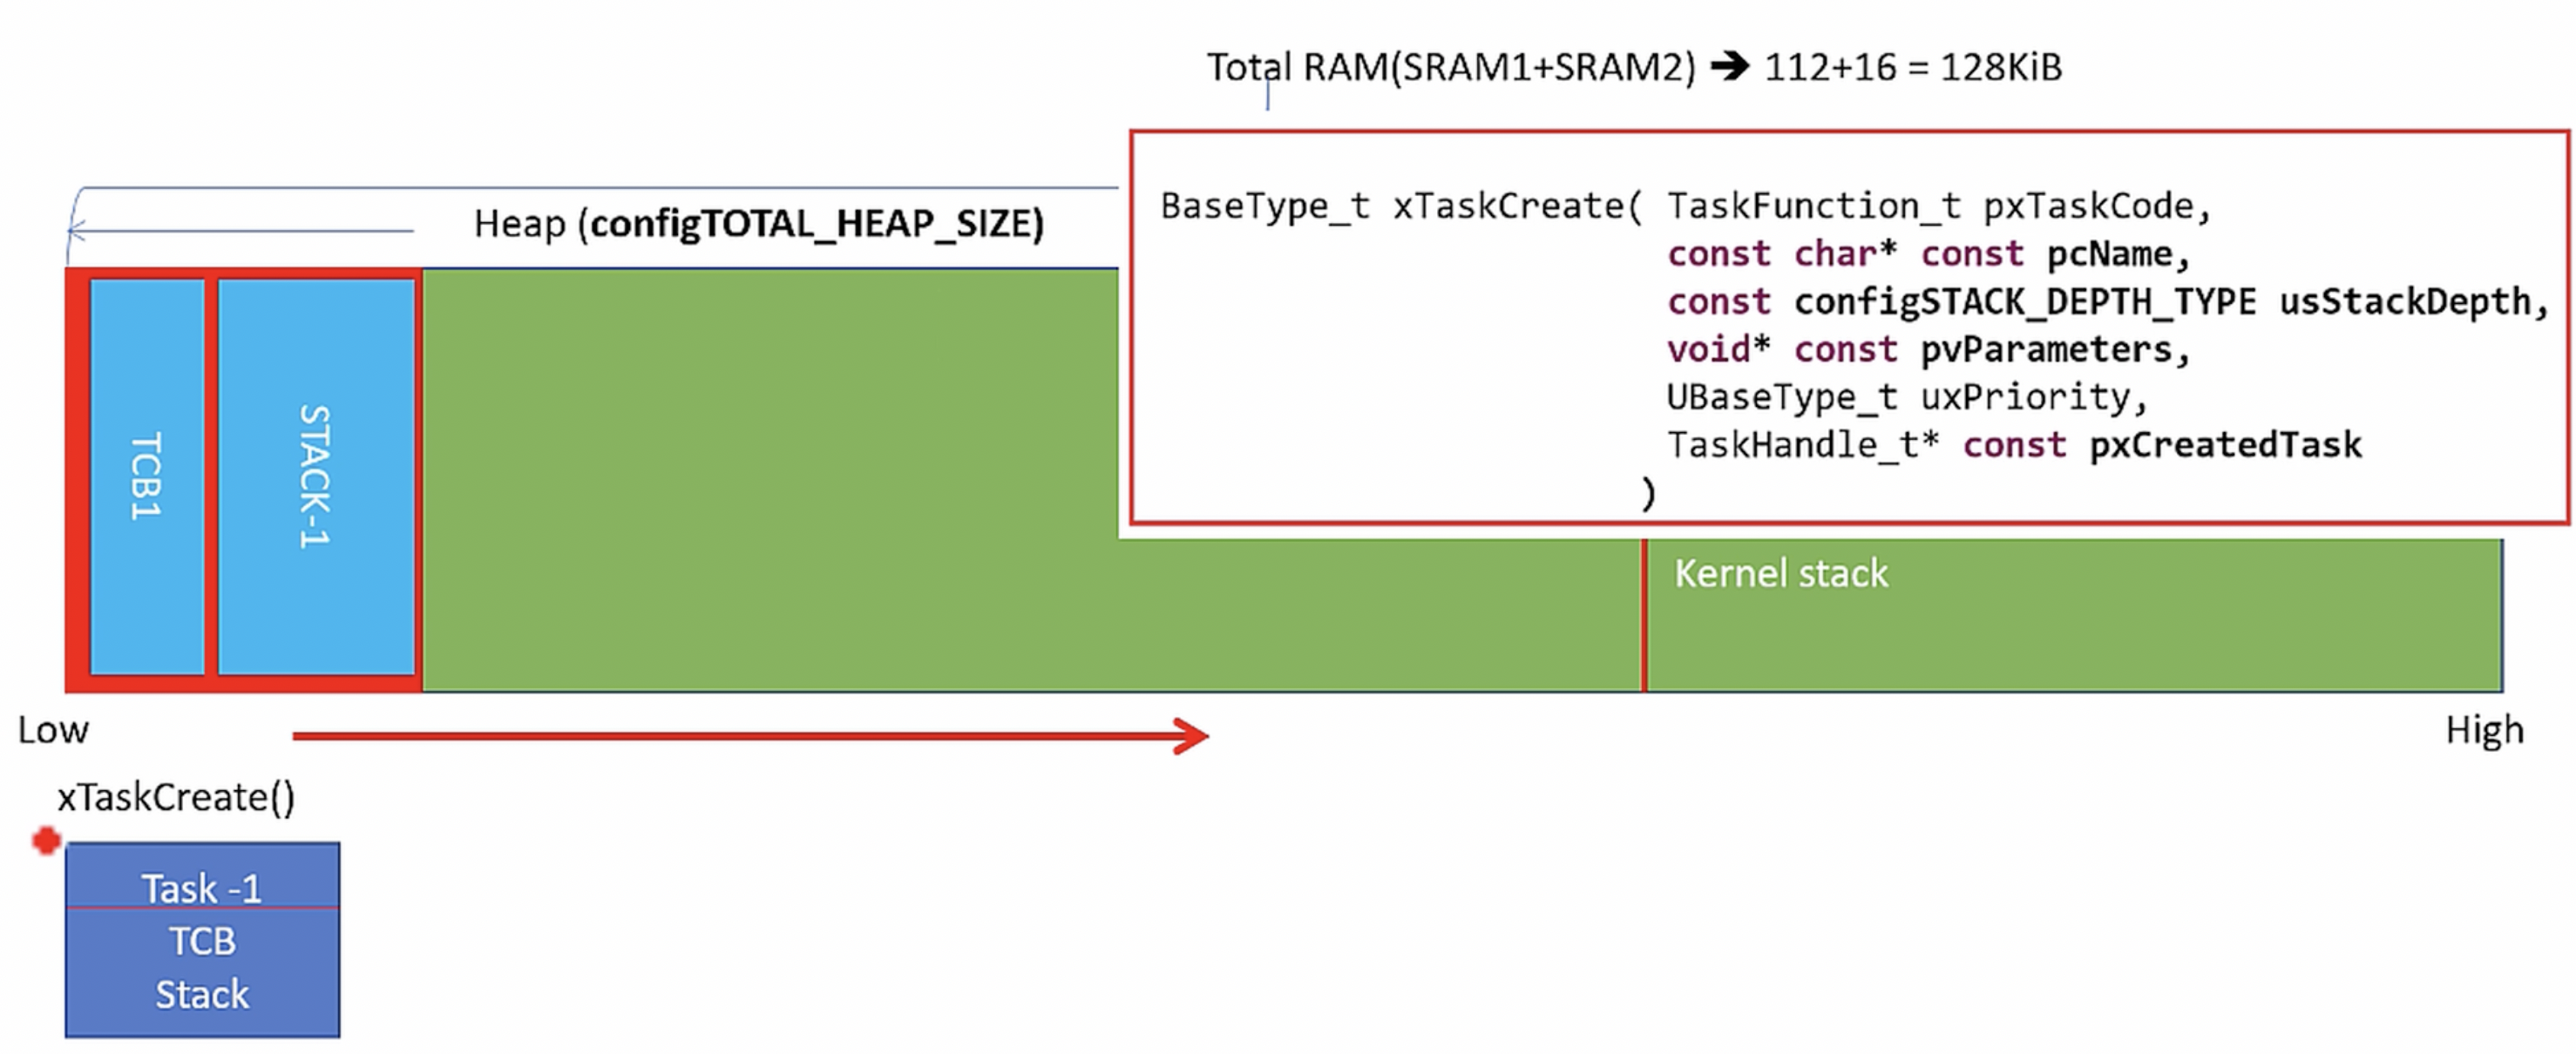 Total RAM(SRAM1+SRAM2) ➔ 112+16 = 128KiB
Heap (configTOTAL_HEAP_SIZE)
BaseType_t xTaskCreate( TaskFunction_t pxTaskCode,
const char* const pcName,
const configSTACK_DEPTH_TYPE usStackDepth,
void* const pvParameters,
UBaseType_t uxPriority,
TaskHandle_t* const pxCreatedTask
)
TCB1
STACK-1
Kernel stack
Low
High
xTaskCreate()
Task -1
TCB
Stack